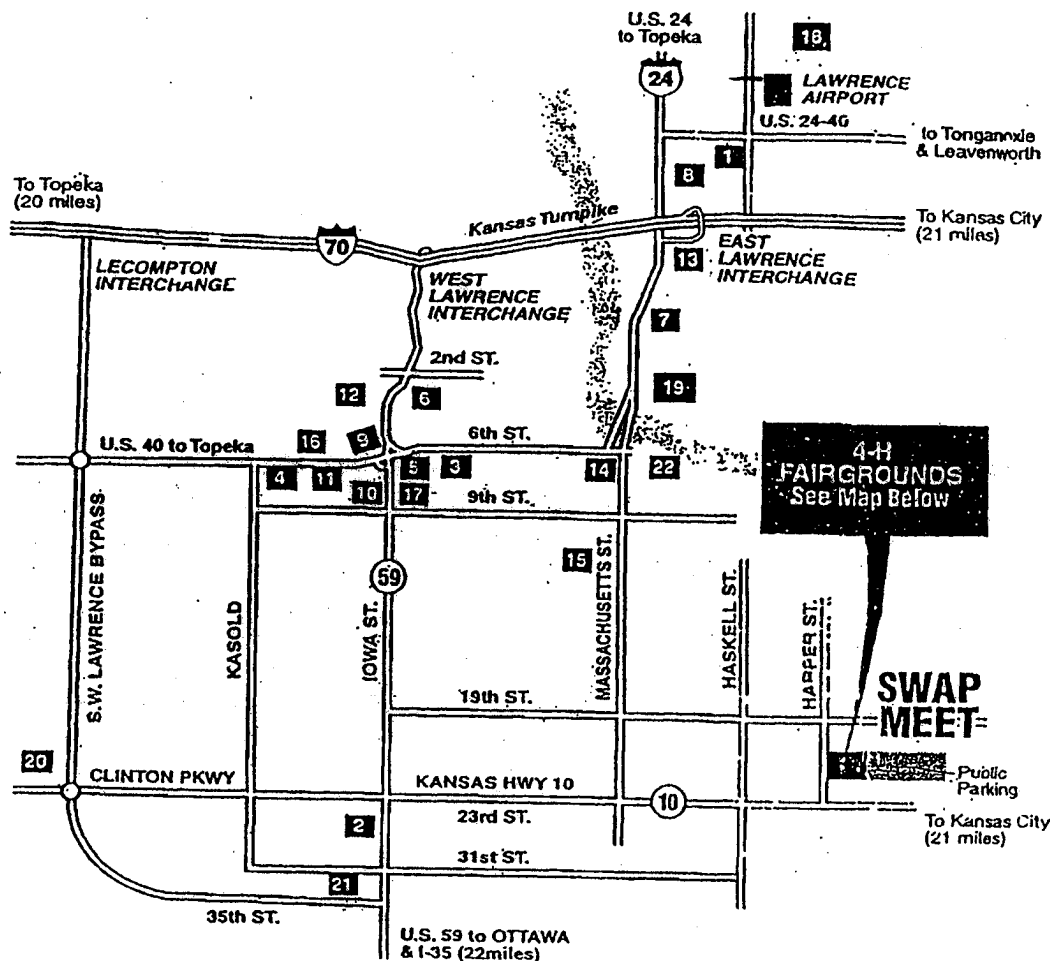 U.S. 24
to Topeka
24
18
LAWRENCE
AIRPORT
U.S. 24-40
to Tonganoxie
& Leavenworth
1
8
To Topeka
(20 miles)
Kansas Turnpike
To Kansas City
(21 miles)
70
LECOMPTON
INTERCHANGE
WEST
LAWRENCE
INTERCHANGE
13
EAST
LAWRENCE
INTERCHANGE
7
2nd ST.
12
6
19
U.S. 40 to Topeka
16
9
6th ST.
4
11
5
3
14
22
10
17
9th ST.
4-H
FAIRGROUNDS
See Map Below
15
59
S.W. LAWRENCE BYPASS
KASOLD
IOWA ST.
MASSACHUSETTS ST.
HASKELL ST.
HARPER ST.
19th ST.
SWAP
MEET
20
CLINTON PKWY
KANSAS HWY 10
10
Public
Parking
2
23rd ST.
To Kansas City
(21 miles)
31st ST.
21
35th ST.
U.S. 59 to OTTAWA
& I-35 (22miles)